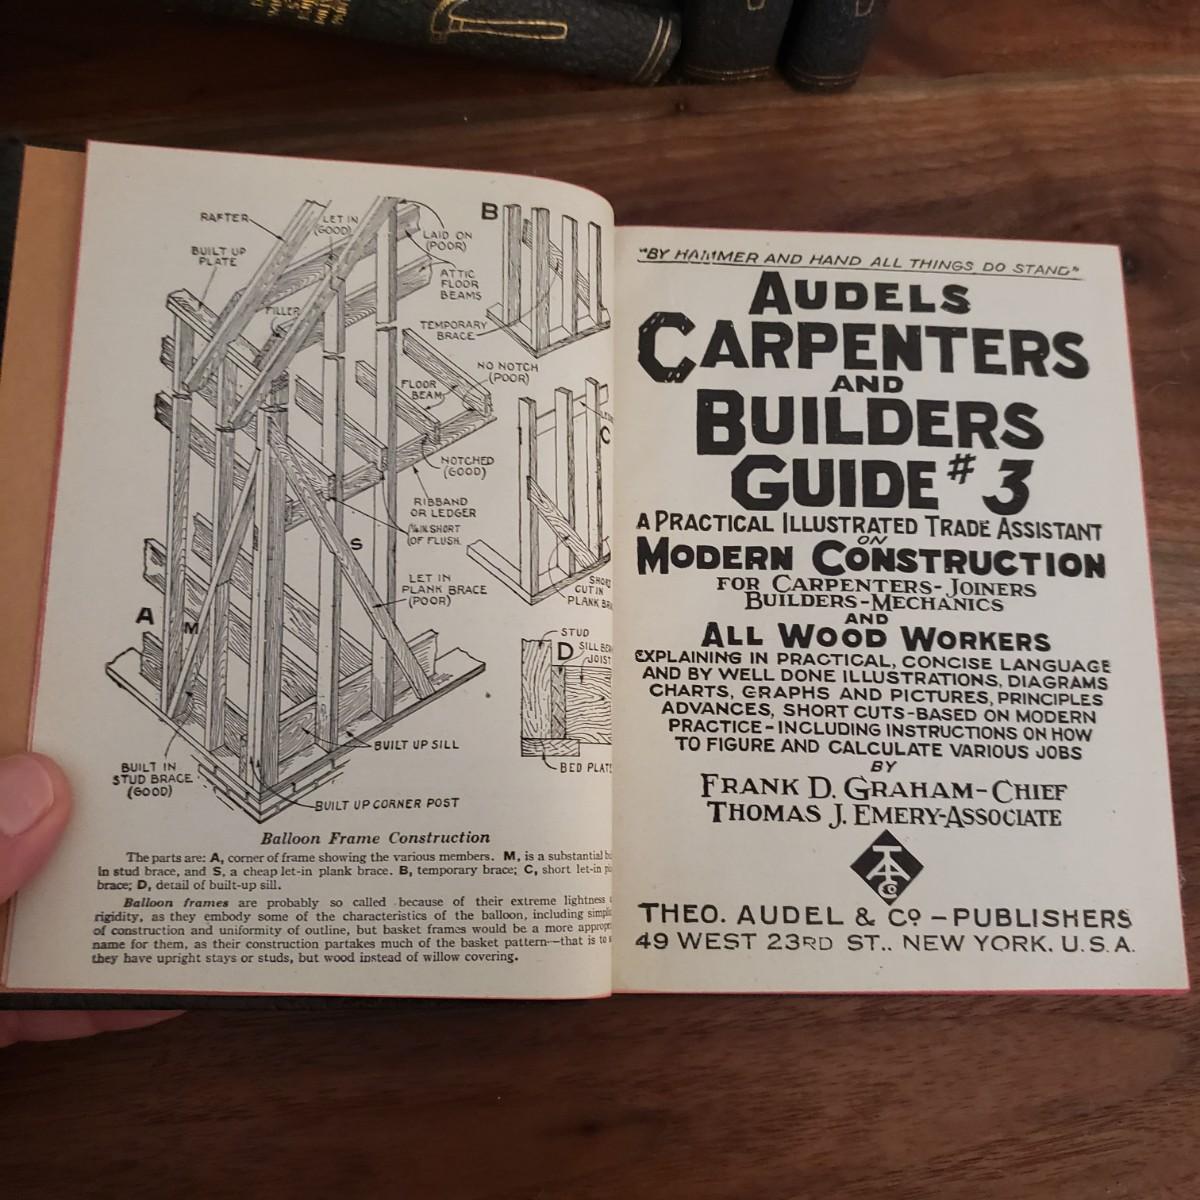 RAFTER
LET IN
(GOOD)
LAID ON
(POOR)
BUILT UP
PLATE
ATTIC
FLOOR
BEAMS
FILLER
B
TEMPORARY
BRACE
NO NOTCH
(POOR)
FLOOR
BEAM
C
NOTCHED
(GOOD)
RIBBAND
OR LEDGER
IN SHORT
OF FLUSH.
S
LET IN
PLANK BRACE
(POOR)
SHORT
CUT IN
PLANK
A
M
STUD
D
SILL
JOIST
BED PLATE
BUILT UP SILL
BUILT IN
STUD BRACE
(GOOD)
BUILT UP CORNER POST
Balloon Frame Construction
The parts are: A, corner of frame showing the various members. M, is a substantial
in stud brace, and S, a cheap let-in plank brace. B, temporary brace; C, short let-in
brace; D, detail of built-up sill.
Balloon frames are probably so called because of their extreme lightness
rigidity, as they embody some of the characteristics of the balloon, including
of construction and uniformity of outline, but basket frames would be a more
name for them, as their construction partakes much of the basket pattern—that is to
they have upright stays or studs, but wood instead of willow covering.
"BY HAMMER AND HAND ALL THINGS DO STAND"
AUDELS
CARPENTERS
AND
BUILDERS
GUIDE #3
A PRACTICAL ILLUSTRATED TRADE ASSISTANT
ON
MODERN CONSTRUCTION
FOR CARPENTERS-JOINERS
BUILDERS-MECHANICS
AND
ALL WOOD WORKERS
EXPLAINING IN PRACTICAL, CONCISE LANGUAGE
AND BY WELL DONE ILLUSTRATIONS, DIAGRAMS
CHARTS, GRAPHS AND PICTURES, PRINCIPLES
ADVANCES, SHORT CUTS-BASED ON MODERN
PRACTICE-INCLUDING INSTRUCTIONS ON HOW
TO FIGURE AND CALCULATE VARIOUS JOBS
BY
FRANK D. GRAHAM-CHIEF
THOMAS J. EMERY-ASSOCIATE
TA
Co
THEO. AUDEL & Co. - PUBLISHERS
49 WEST 23RD ST., NEW YORK. U.S.A.